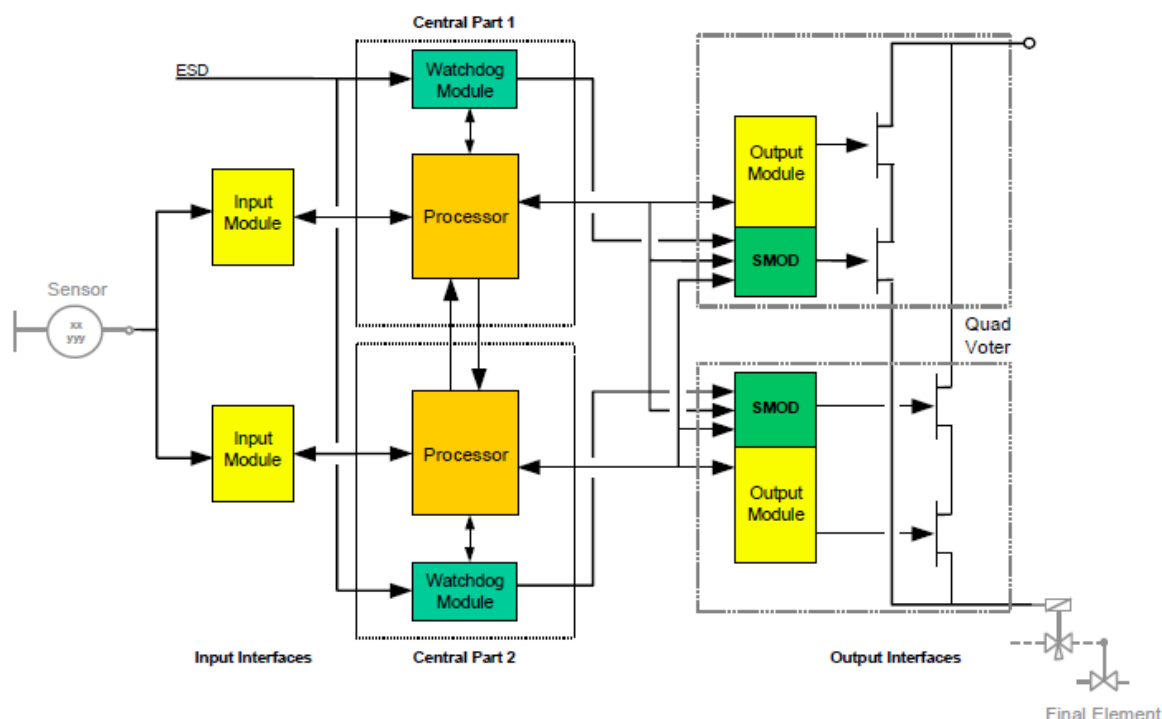 Central Part 1
ESD
Watchdog
Module
Output
Module
Input
Module
Processor
SMOD
Sensor
xx
yyy
Quad
Voter
SMOD
Input
Module
Processor
Output
Module
Watchdog
Module
Input Interfaces
Central Part 2
Output Interfaces
Final Element